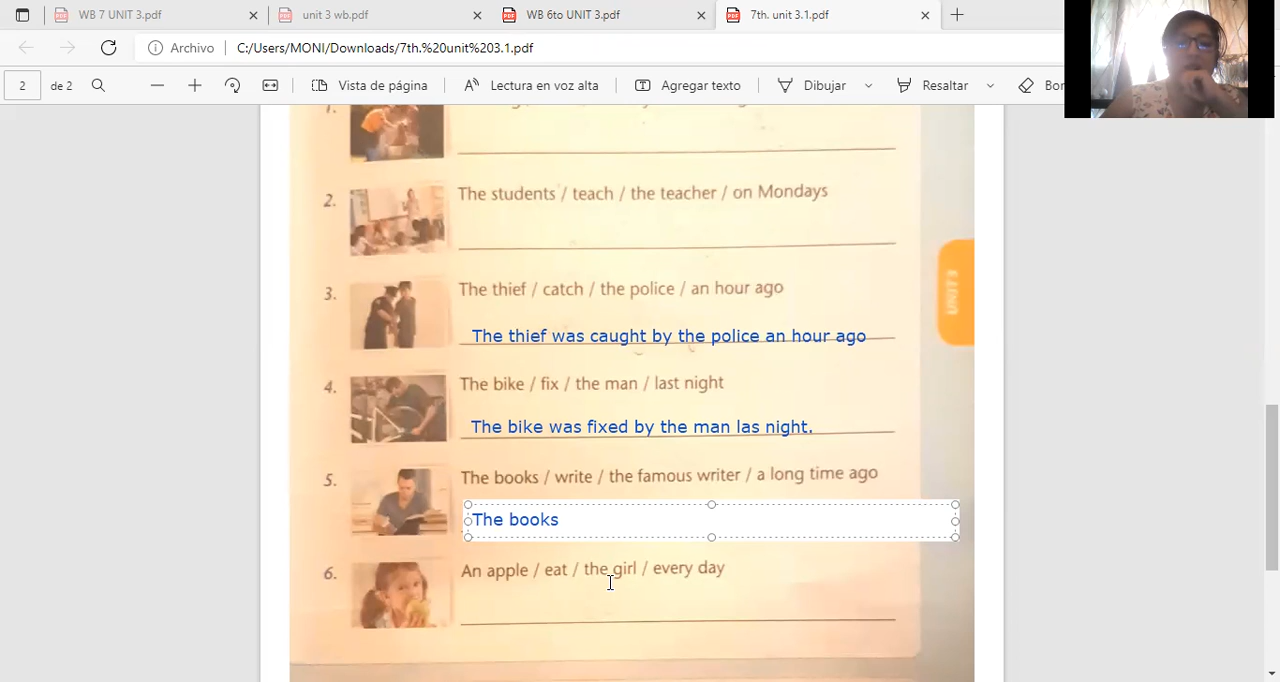 WB 7 UNIT 3.pdf
unit 3 wb.pdf
WB 6to UNIT 3.pdf
7th. unit 3.1.pdf
Archivo
C:/Users/MONI/Downloads/7th.%20unit%203.1.pdf
2
de 2
Vista de página
Lectura en voz alta
Agregar texto
Dibujar
Resaltar
Bor
1.
2.
The students / teach / the teacher / on Mondays
3.
The thief / catch / the police / an hour ago
The thief was caught by the police an hour ago
UNIT 3
4.
The bike / fix / the man / last night
The bike was fixed by the man las night.
5.
The books / write / the famous writer / a long time ago
The books
6.
An apple / eat / the girl / every day